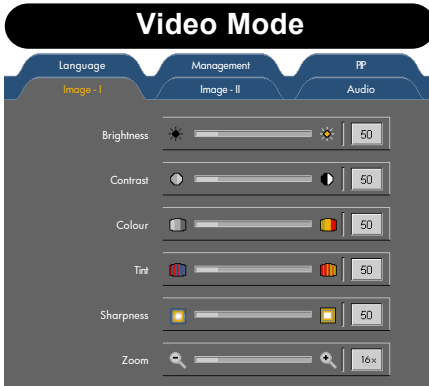 Video Mode
Language Management PIP
Image - I Image - II Audio
Brightness 50
Contrast 50
Colour 50
Tint 50
Sharpness 50
Zoom 16x